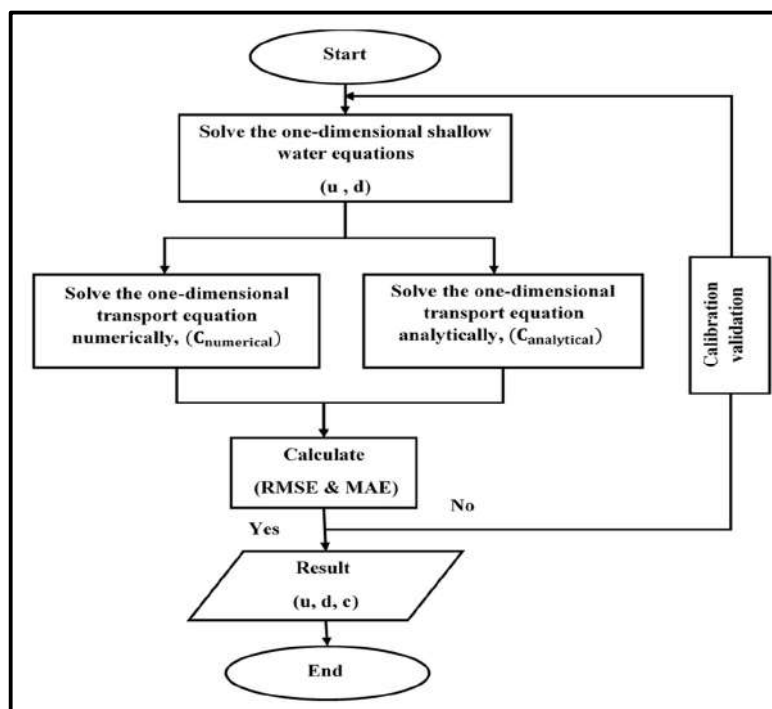 Start
Solve the one-dimensional shallow
water equations
(u , d)
Solve the one-dimensional
transport equation
numerically, (Cnumerical)
Solve the one-dimensional
transport equation
analytically, (Canalytical)
Calibration
validation
Calculate
(RMSE & MAE)
No
Yes
Result
(u, d, c)
End